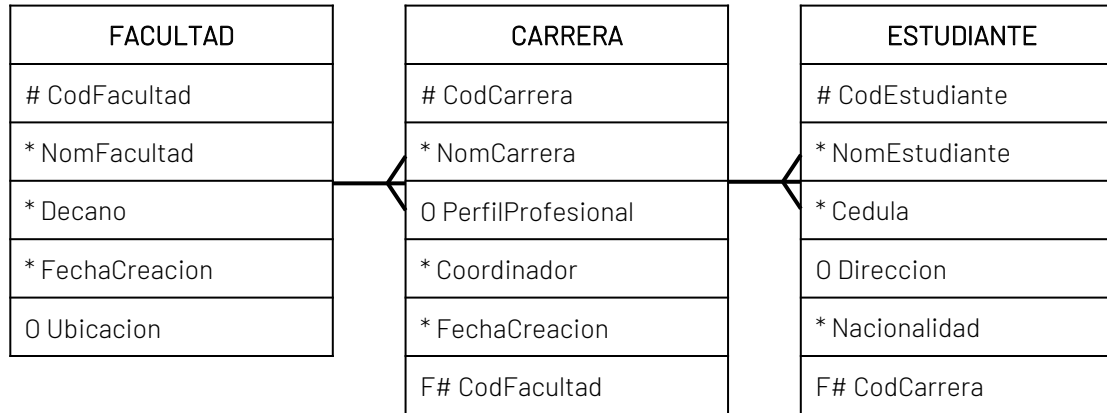 FACULTAD
# CodFacultad
* NomFacultad
* Decano
* FechaCreacion
O Ubicacion
CARRERA
# CodCarrera
* NomCarrera
O PerfilProfesional
* Coordinador
* FechaCreacion
F# CodFacultad
ESTUDIANTE
# CodEstudiante
* NomEstudiante
* Cedula
O Direccion
* Nacionalidad
F# CodCarrera